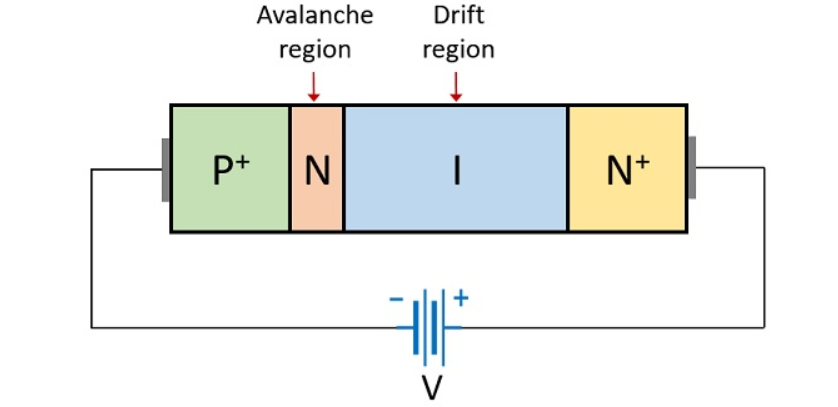 Avalanche
region
Drift
region
P⁺
N
I
N⁺
- +
V